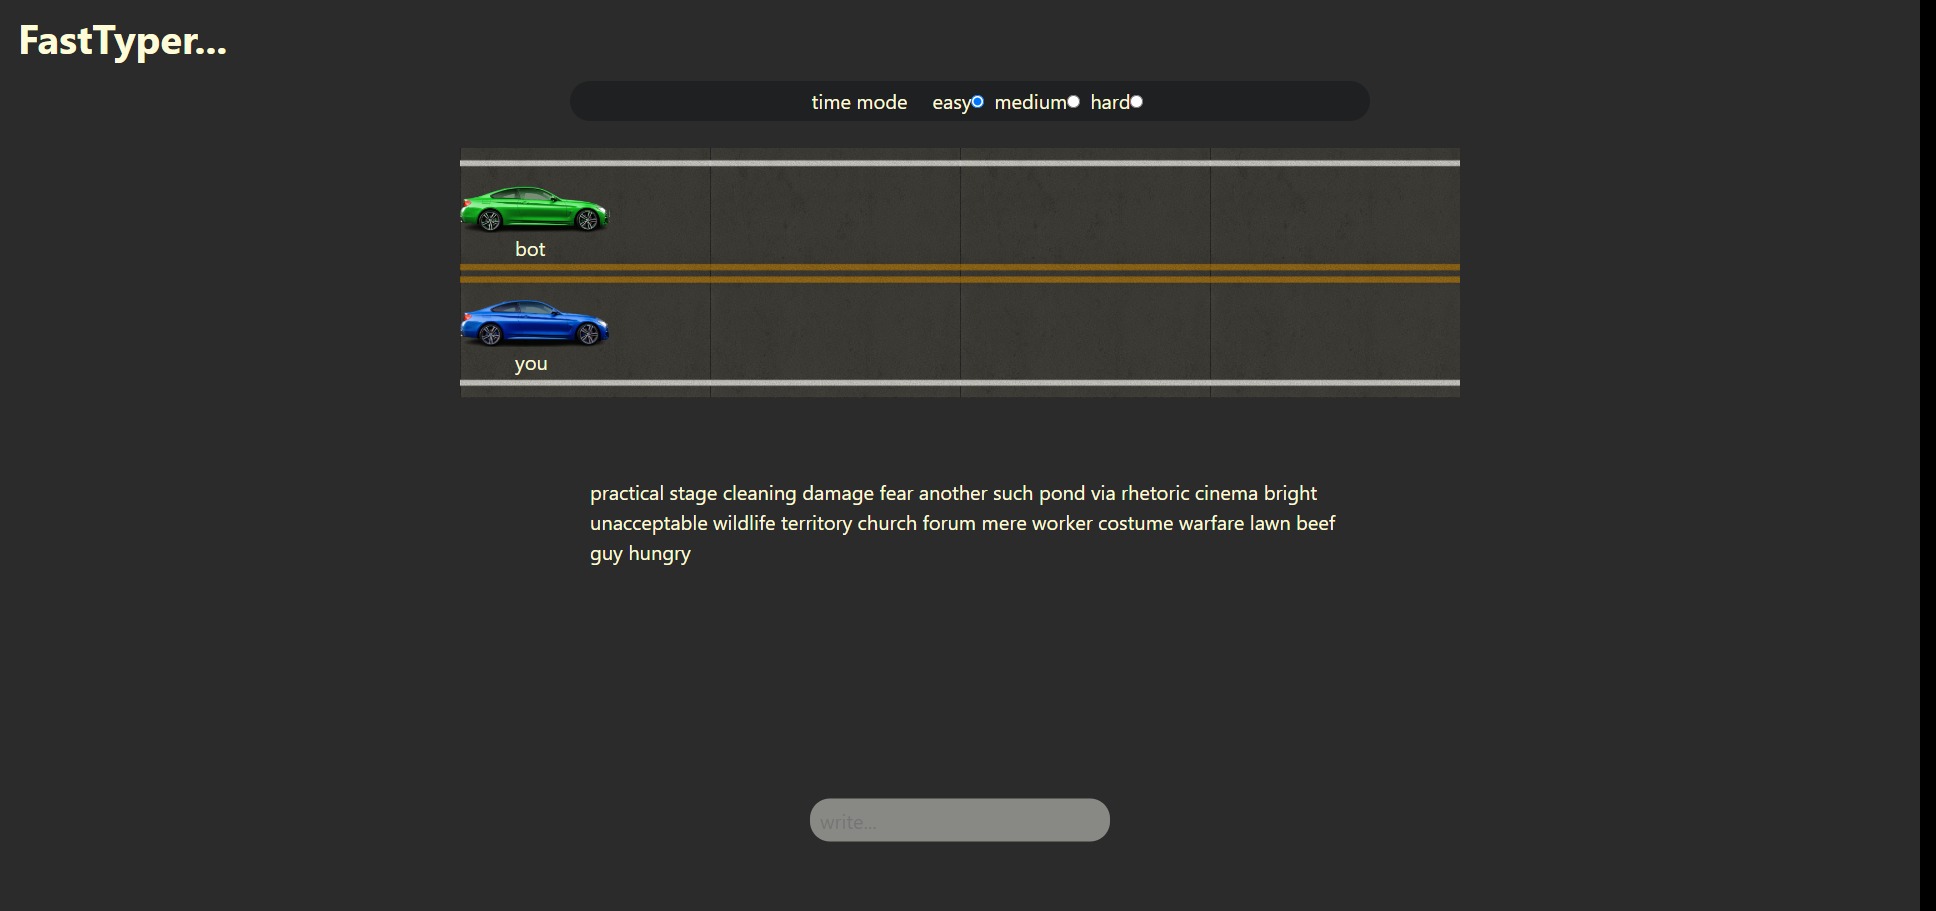 FastTyper...
time mode easy medium hard
bot
you
practical stage cleaning damage fear another such pond via rhetoric cinema bright
unacceptable wildlife territory church forum mere worker costume warfare lawn beef
guy hungry
write...